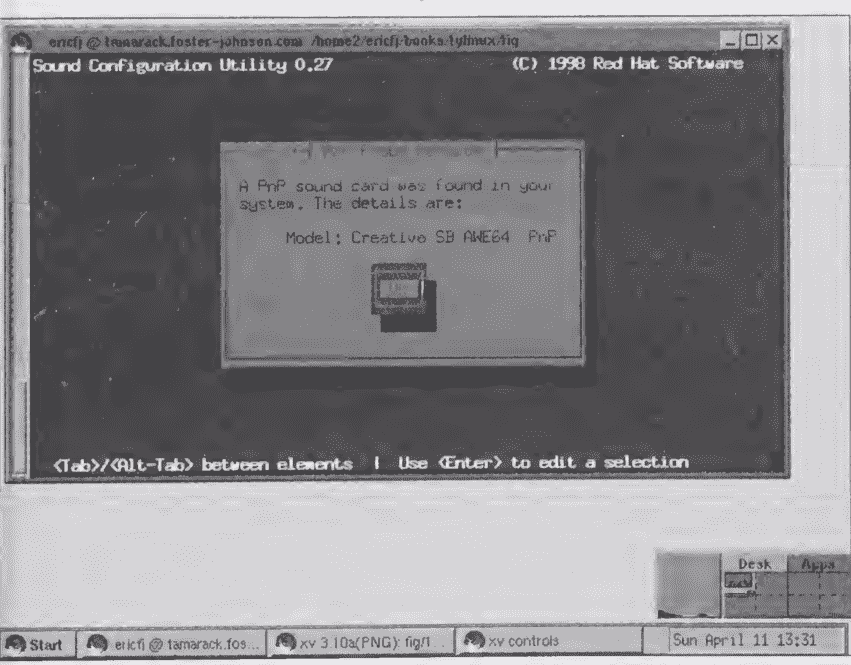 ericfj @ tamarack.foster-johnson.com /home2/ericfj/books/tylinux/fig
Sound Configuration Utility 0.27 (C) 1998 Red Hat Software
A PnP sound card was found in your
system. The details are:
Model: Creative SB AWE64 PnP
<Tab>/<Alt-Tab> between elements | Use <Enter> to edit a selection
Desk Apps
Start ericfj @ tamarack.fos... xv 3.10a(PNG): fig/1... xv controls Sun April 11 13:31